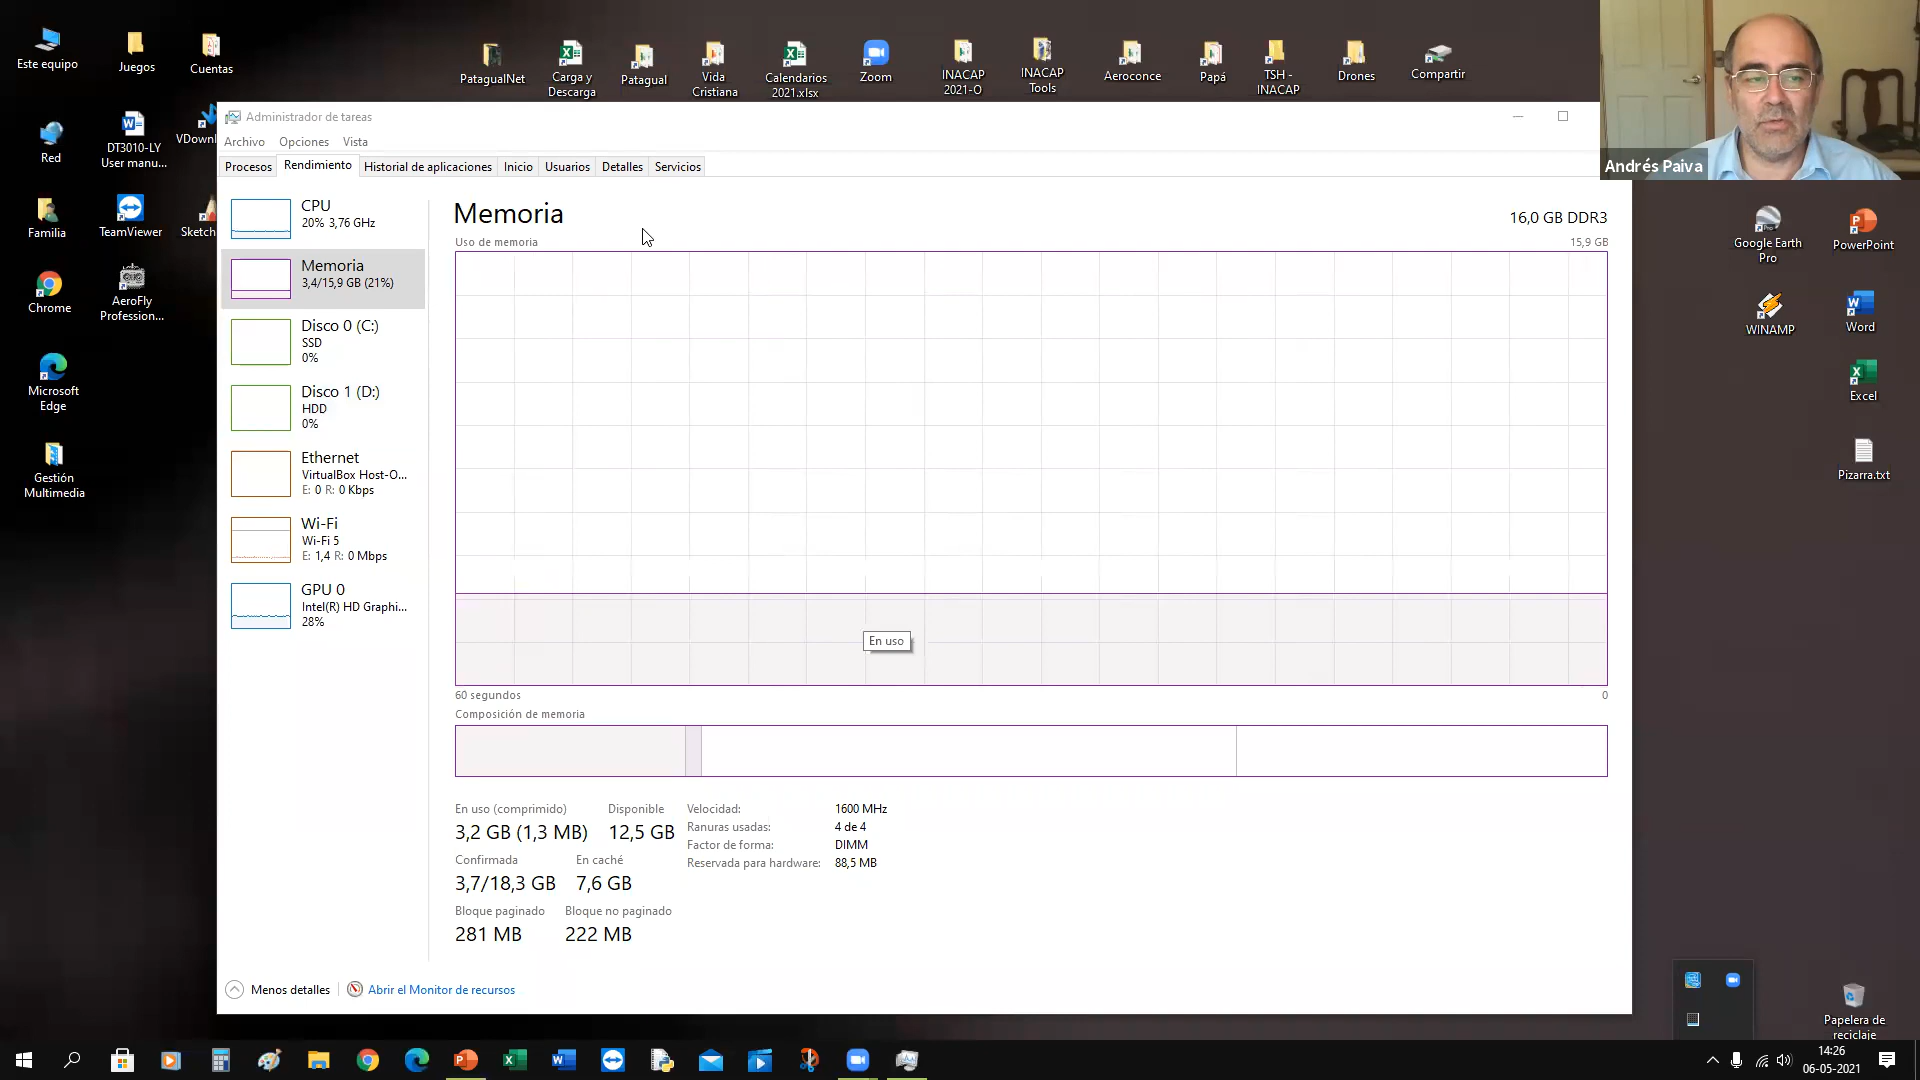 Este equipo
Juegos
Cuentas
PatagualNet
Carga y
Descarga
Patagual
Vida
Cristiana
Calendarios
2021.xlsx
Zoom
INACAP
2021-O
INACAP
Tools
Aeroconce
Papá
TSH -
INACAP
Drones
Compartir
Andrés Paiva
Red
DT3010-LY
User manu...
VDownl
Familia
TeamViewer
Sketch
Chrome
AeroFly
Profession...
Microsoft
Edge
Gestión
Multimedia
Administrador de tareas
Archivo Opciones Vista
Procesos Rendimiento Historial de aplicaciones Inicio Usuarios Detalles Servicios
CPU
20% 3,76 GHz
Memoria
3,4/15,9 GB (21%)
Disco 0 (C:)
SSD
0%
Disco 1 (D:)
HDD
0%
Ethernet
VirtualBox Host-O...
E: 0 R: 0 Kbps
Wi-Fi
Wi-Fi 5
E: 1,4 R: 0 Mbps
GPU 0
Intel(R) HD Graphi...
28%
Memoria
16,0 GB DDR3
Uso de memoria
15,9 GB
En uso
60 segundos
0
Composición de memoria
En uso (comprimido)
3,2 GB (1,3 MB)
Disponible
12,5 GB
Confirmada
3,7/18,3 GB
En caché
7,6 GB
Bloque paginado
281 MB
Bloque no paginado
222 MB
Velocidad: 1600 MHz
Ranuras usadas: 4 de 4
Factor de forma: DIMM
Reservada para hardware: 88,5 MB
Menos detalles
Abrir el Monitor de recursos
Google Earth
Pro
PowerPoint
WINAMP
Word
Excel
Pizarra.txt
Papelera de
reciclaje
14:26
06-05-2021